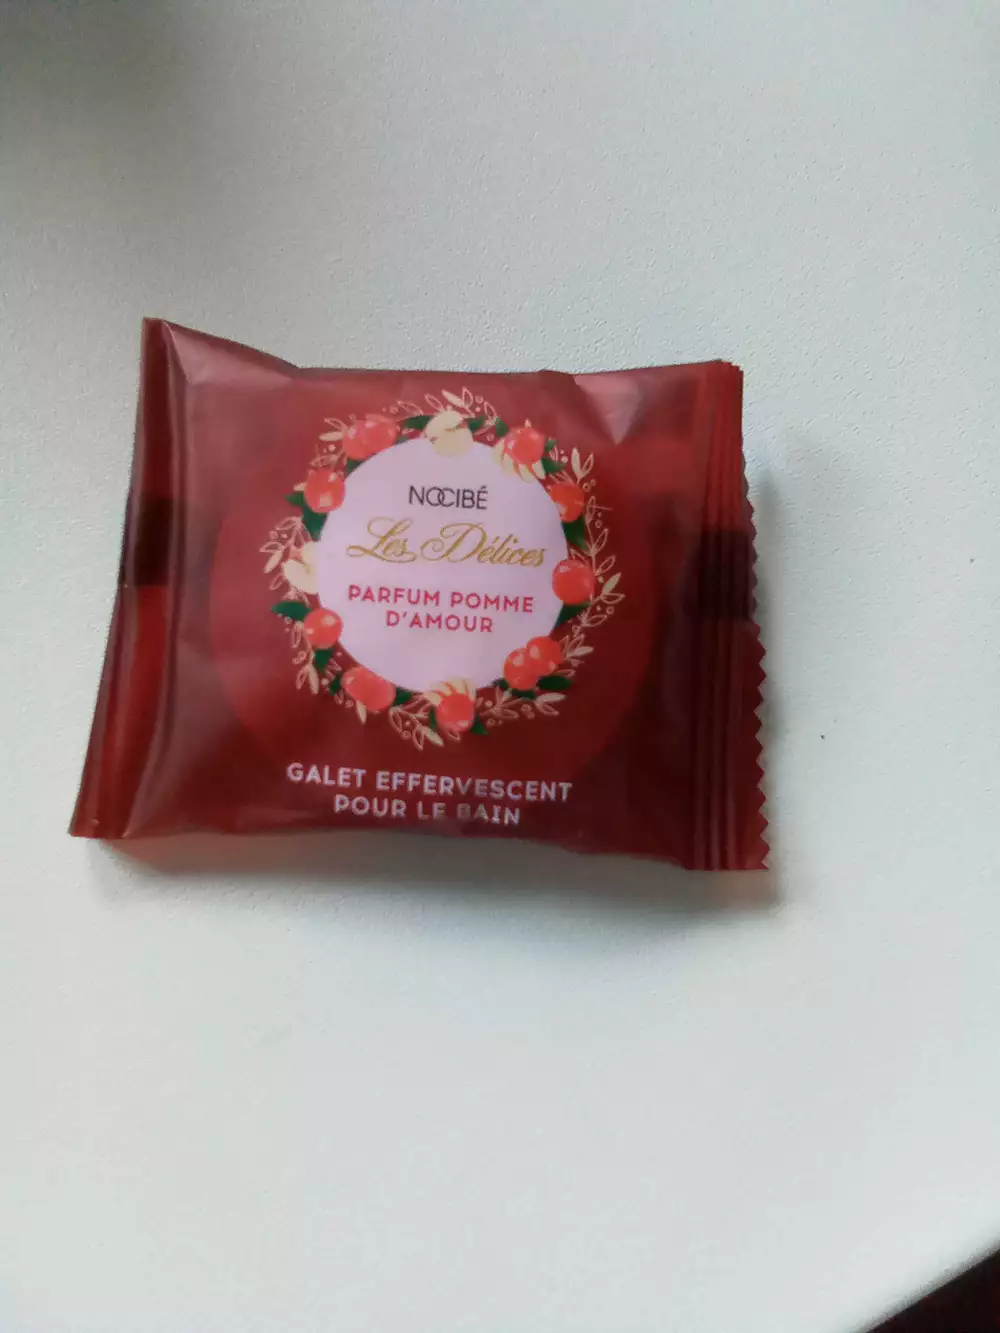 NOCIBÉ
Les Délices
PARFUM POMME
D'AMOUR
GALET EFFERVESCENT
POUR LE BAIN